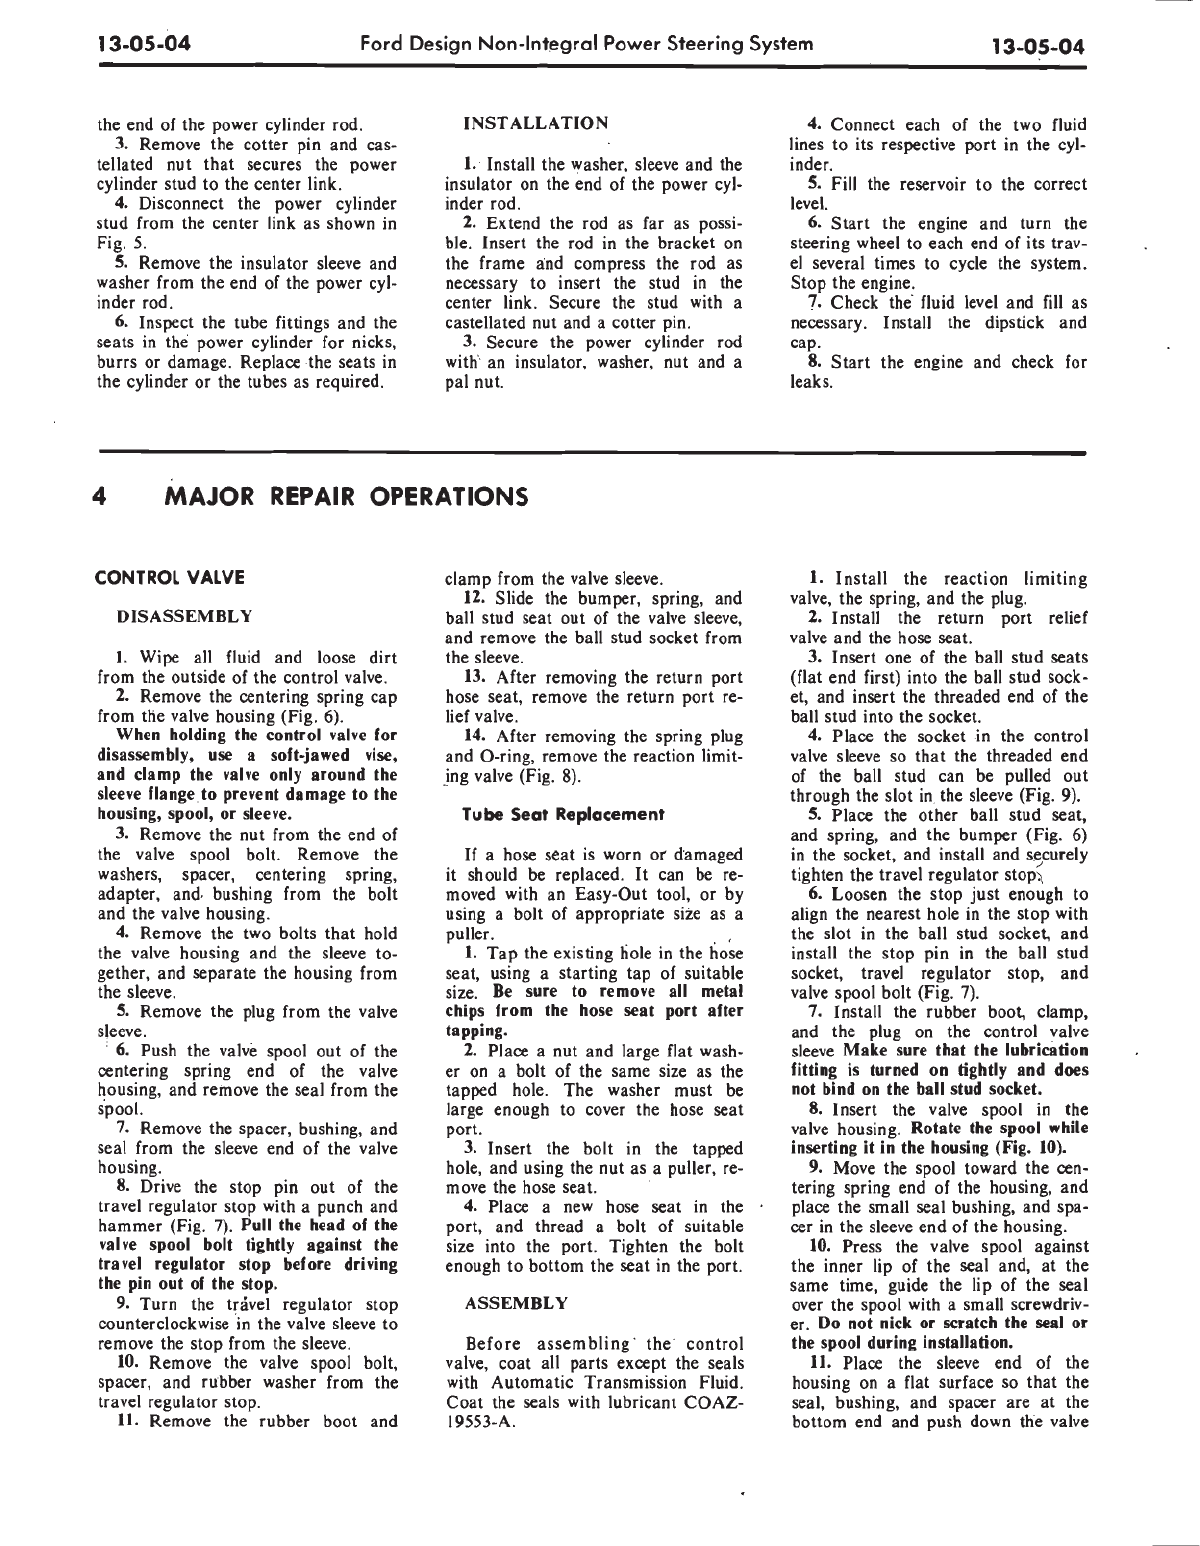 13-05-04 Ford Design Non-Integral Power Steering System 13-05-04
the end of the power cylinder rod.
3. Remove the cotter pin and cas-
tellated nut that secures the power
cylinder stud to the center link.
4. Disconnect the power cylinder
stud from the center link as shown in
Fig. 5.
5. Remove the insulator sleeve and
washer from the end of the power cyl-
inder rod.
6. Inspect the tube fittings and the
seats in the power cylinder for nicks,
burrs or damage. Replace the seats in
the cylinder or the tubes as required.
INSTALLATION
1. Install the washer, sleeve and the
insulator on the end of the power cyl-
inder rod.
2. Extend the rod as far as possi-
ble. Insert the rod in the bracket on
the frame and compress the rod as
necessary to insert the stud in the
center link. Secure the stud with a
castellated nut and a cotter pin.
3. Secure the power cylinder rod
with an insulator, washer, nut and a
pal nut.
4. Connect each of the two fluid
lines to its respective port in the cyl-
inder.
5. Fill the reservoir to the correct
level.
6. Start the engine and turn the
steering wheel to each end of its trav-
el several times to cycle the system.
Stop the engine.
7. Check the fluid level and fill as
necessary. Install the dipstick and
cap.
8. Start the engine and check for
leaks.
4 MAJOR REPAIR OPERATIONS
CONTROL VALVE
DISASSEMBLY
1. Wipe all fluid and loose dirt
from the outside of the control valve.
2. Remove the centering spring cap
from the valve housing (Fig. 6).
When holding the control valve for
disassembly, use a soft-jawed vise,
and clamp the valve only around the
sleeve flange to prevent damage to the
housing, spool, or sleeve.
3. Remove the nut from the end of
the valve spool bolt. Remove the
washers, spacer, centering spring,
adapter, and bushing from the bolt
and the valve housing.
4. Remove the two bolts that hold
the valve housing and the sleeve to-
gether, and separate the housing from
the sleeve.
5. Remove the plug from the valve
sleeve.
6. Push the valve spool out of the
centering spring end of the valve
housing, and remove the seal from the
spool.
7. Remove the spacer, bushing, and
seal from the sleeve end of the valve
housing.
8. Drive the stop pin out of the
travel regulator stop with a punch and
hammer (Fig. 7). Pull the head of the
valve spool bolt tightly against the
travel regulator stop before driving
the pin out of the stop.
9. Turn the travel regulator stop
counterclockwise in the valve sleeve to
remove the stop from the sleeve.
10. Remove the valve spool bolt,
spacer, and rubber washer from the
travel regulator stop.
11. Remove the rubber boot and
clamp from the valve sleeve.
12. Slide the bumper, spring, and
ball stud seat out of the valve sleeve,
and remove the ball stud socket from
the sleeve.
13. After removing the return port
hose seat, remove the return port re-
lief valve.
14. After removing the spring plug
and O-ring, remove the reaction limit-
ing valve (Fig. 8).
Tube Seat Replacement
If a hose seat is worn or damaged
it should be replaced. It can be re-
moved with an Easy-Out tool, or by
using a bolt of appropriate size as a
puller.
1. Tap the existing hole in the hose
seat, using a starting tap of suitable
size. Be sure to remove all metal
chips from the hose seat port after
tapping.
2. Place a nut and large flat wash-
er on a bolt of the same size as the
tapped hole. The washer must be
large enough to cover the hose seat
port.
3. Insert the bolt in the tapped
hole, and using the nut as a puller, re-
move the hose seat.
4. Place a new hose seat in the
port, and thread a bolt of suitable
size into the port. Tighten the bolt
enough to bottom the seat in the port.
ASSEMBLY
Before assembling the control
valve, coat all parts except the seals
with Automatic Transmission Fluid.
Coat the seals with lubricant COAZ-
19553-A.
1. Install the reaction limiting
valve, the spring, and the plug.
2. Install the return port relief
valve and the hose seat.
3. Insert one of the ball stud seats
(flat end first) into the ball stud sock-
et, and insert the threaded end of the
ball stud into the socket.
4. Place the socket in the control
valve sleeve so that the threaded end
of the ball stud can be pulled out
through the slot in the sleeve (Fig. 9).
5. Place the other ball stud seat,
and spring, and the bumper (Fig. 6)
in the socket, and install and securely
tighten the travel regulator stop.
6. Loosen the stop just enough to
align the nearest hole in the stop with
the slot in the ball stud socket, and
install the stop pin in the ball stud
socket, travel regulator stop, and
valve spool bolt (Fig. 7).
7. Install the rubber boot, clamp,
and the plug on the control valve
sleeve Make sure that the lubrication
fitting is turned on tightly and does
not bind on the ball stud socket.
8. Insert the valve spool in the
valve housing. Rotate the spool while
inserting it in the housing (Fig. 10).
9. Move the spool toward the cen-
tering spring end of the housing, and
place the small seal bushing, and spa-
cer in the sleeve end of the housing.
10. Press the valve spool against
the inner lip of the seal and, at the
same time, guide the lip of the seal
over the spool with a small screwdriv-
er. Do not nick or scratch the seal or
the spool during installation.
11. Place the sleeve end of the
housing on a flat surface so that the
seal, bushing, and spacer are at the
bottom end and push down the valve